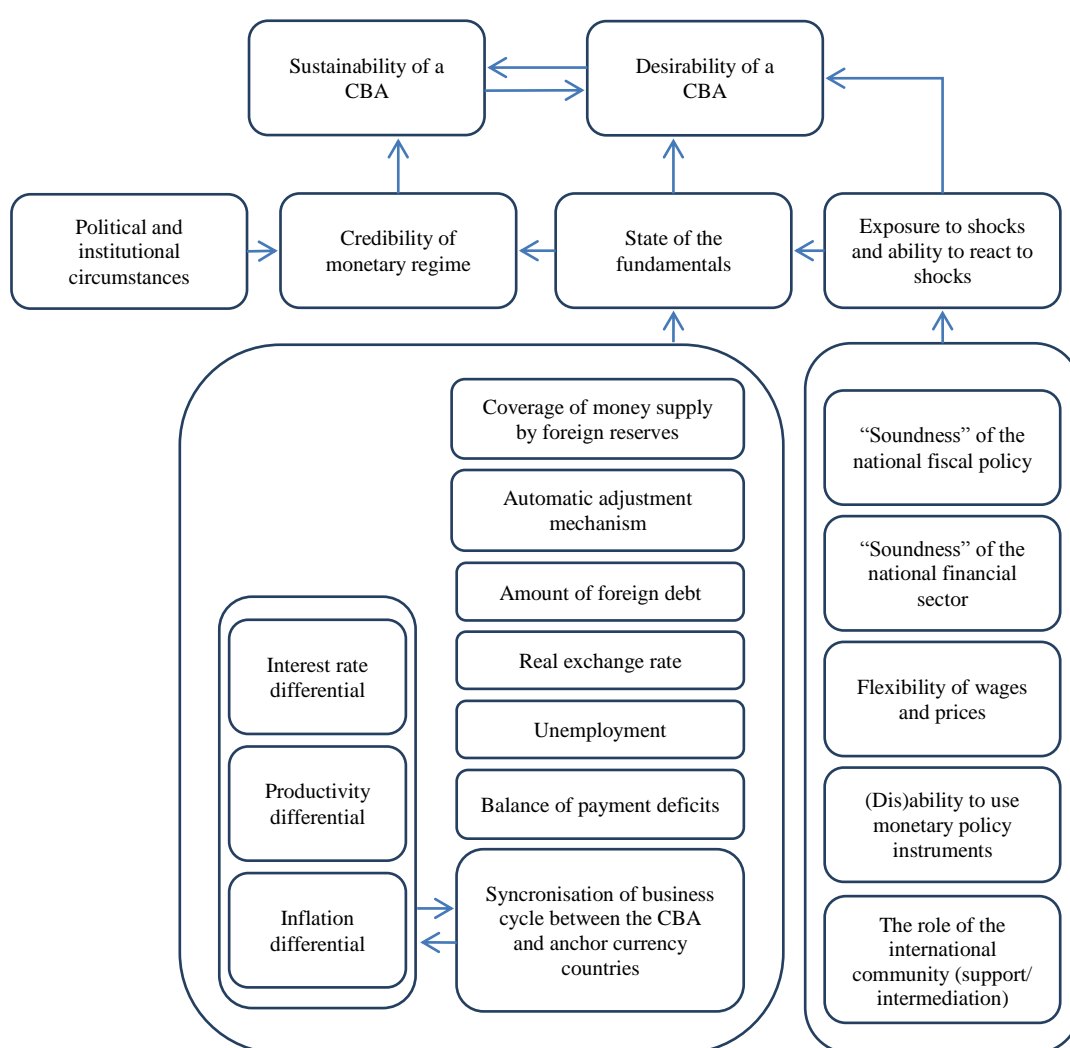 Sustainability of a
CBA
Desirability of a
CBA
Political and
institutional
circumstances
Credibility of
monetary regime
State of the
fundamentals
Exposure to shocks
and ability to react to
shocks
Coverage of money supply
by foreign reserves
Automatic adjustment
mechanism
Amount of foreign debt
Real exchange rate
Unemployment
Balance of payment deficits
Syncronisation of business
cycle between the CBA
and anchor currency
countries
Interest rate
differential
Productivity
differential
Inflation
differential
“Soundness” of the
national fiscal policy
“Soundness” of the
national financial
sector
Flexibility of wages
and prices
(Dis)ability to use
monetary policy
instruments
The role of the
international
community (support/
intermediation)